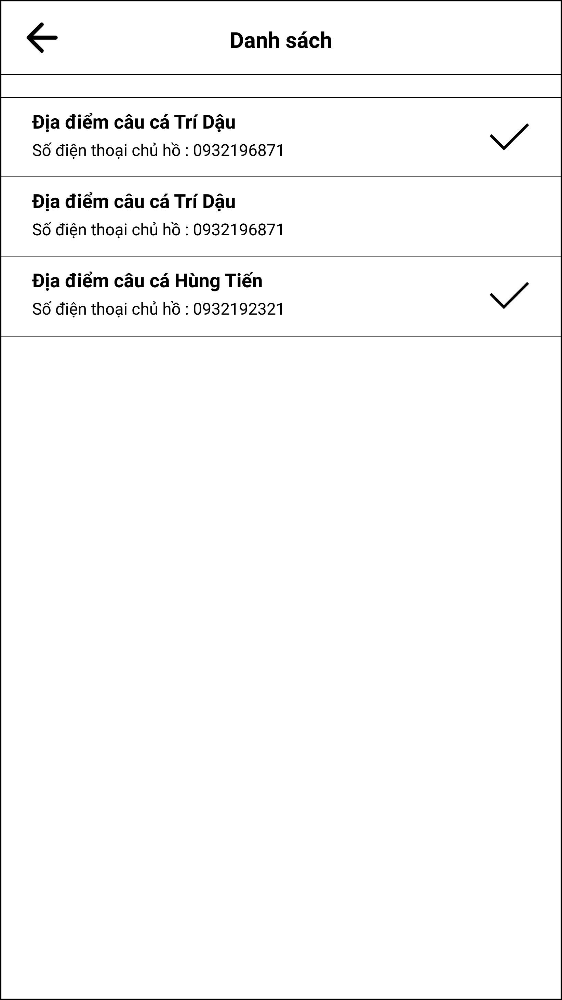 Danh sách
Địa điểm câu cá Trí Dậu
Số điện thoại chủ hồ : 0932196871
Địa điểm câu cá Trí Dậu
Số điện thoại chủ hồ : 0932196871
Địa điểm câu cá Hùng Tiến
Số điện thoại chủ hồ : 0932192321